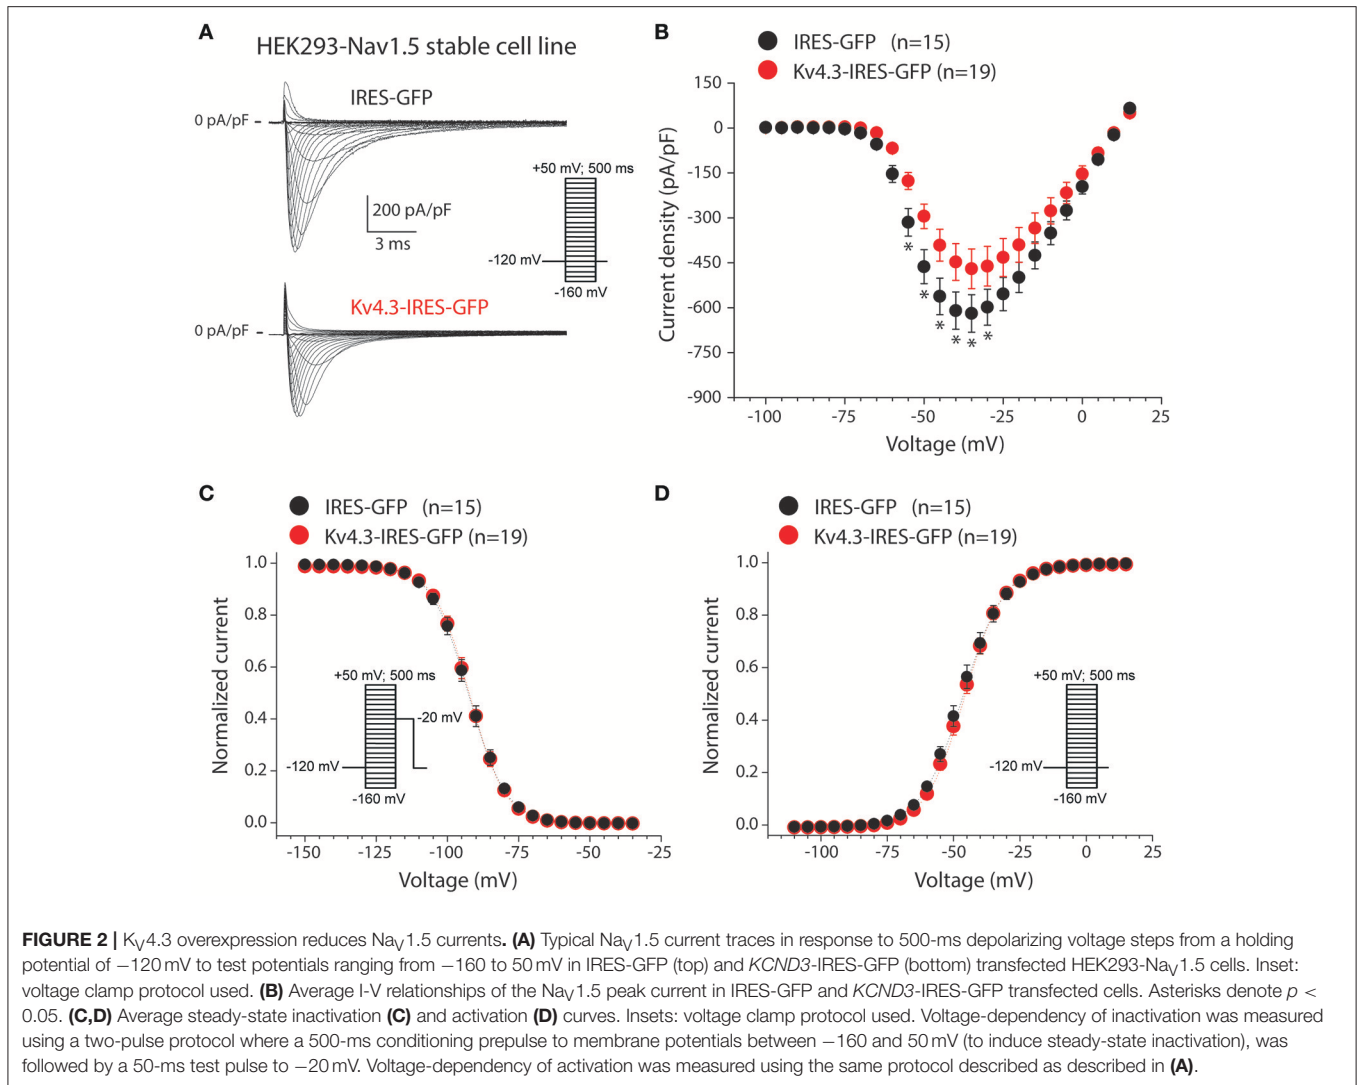 A
HEK293-Nav1.5 stable cell line
IRES-GFP
0 pA/pF
+50 mV; 500 ms
200 pA/pF
3 ms
-120 mV
-160 mV
Kv4.3-IRES-GFP
0 pA/pF
B
IRES-GFP (n=15)
Kv4.3-IRES-GFP (n=19)
150
0
-150
-300
-450
-600
-750
-900
Current density (pA/pF)
* * * * * *
-100 -75 -50 -25 0 25
Voltage (mV)
C
IRES-GFP (n=15)
Kv4.3-IRES-GFP (n=19)
1.0
0.8
0.6
0.4
0.2
0.0
Normalized current
+50 mV; 500 ms
-20 mV
-120 mV
-160 mV
-150 -125 -100 -75 -50 -25
Voltage (mV)
D
IRES-GFP (n=15)
Kv4.3-IRES-GFP (n=19)
1.0
0.8
0.6
0.4
0.2
0.0
Normalized current
+50 mV; 500 ms
-120 mV
-160 mV
-100 -75 -50 -25 0 25
Voltage (mV)
FIGURE 2 | KV4.3 overexpression reduces NaV1.5 currents. (A) Typical NaV1.5 current traces in response to 500-ms depolarizing voltage steps from a holding
potential of −120 mV to test potentials ranging from −160 to 50 mV in IRES-GFP (top) and KCND3-IRES-GFP (bottom) transfected HEK293-NaV1.5 cells. Inset:
voltage clamp protocol used. (B) Average I-V relationships of the NaV1.5 peak current in IRES-GFP and KCND3-IRES-GFP transfected cells. Asterisks denote p <
0.05. (C,D) Average steady-state inactivation (C) and activation (D) curves. Insets: voltage clamp protocol used. Voltage-dependency of inactivation was measured
using a two-pulse protocol where a 500-ms conditioning prepulse to membrane potentials between −160 and 50 mV (to induce steady-state inactivation), was
followed by a 50-ms test pulse to −20 mV. Voltage-dependency of activation was measured using the same protocol described as described in (A).